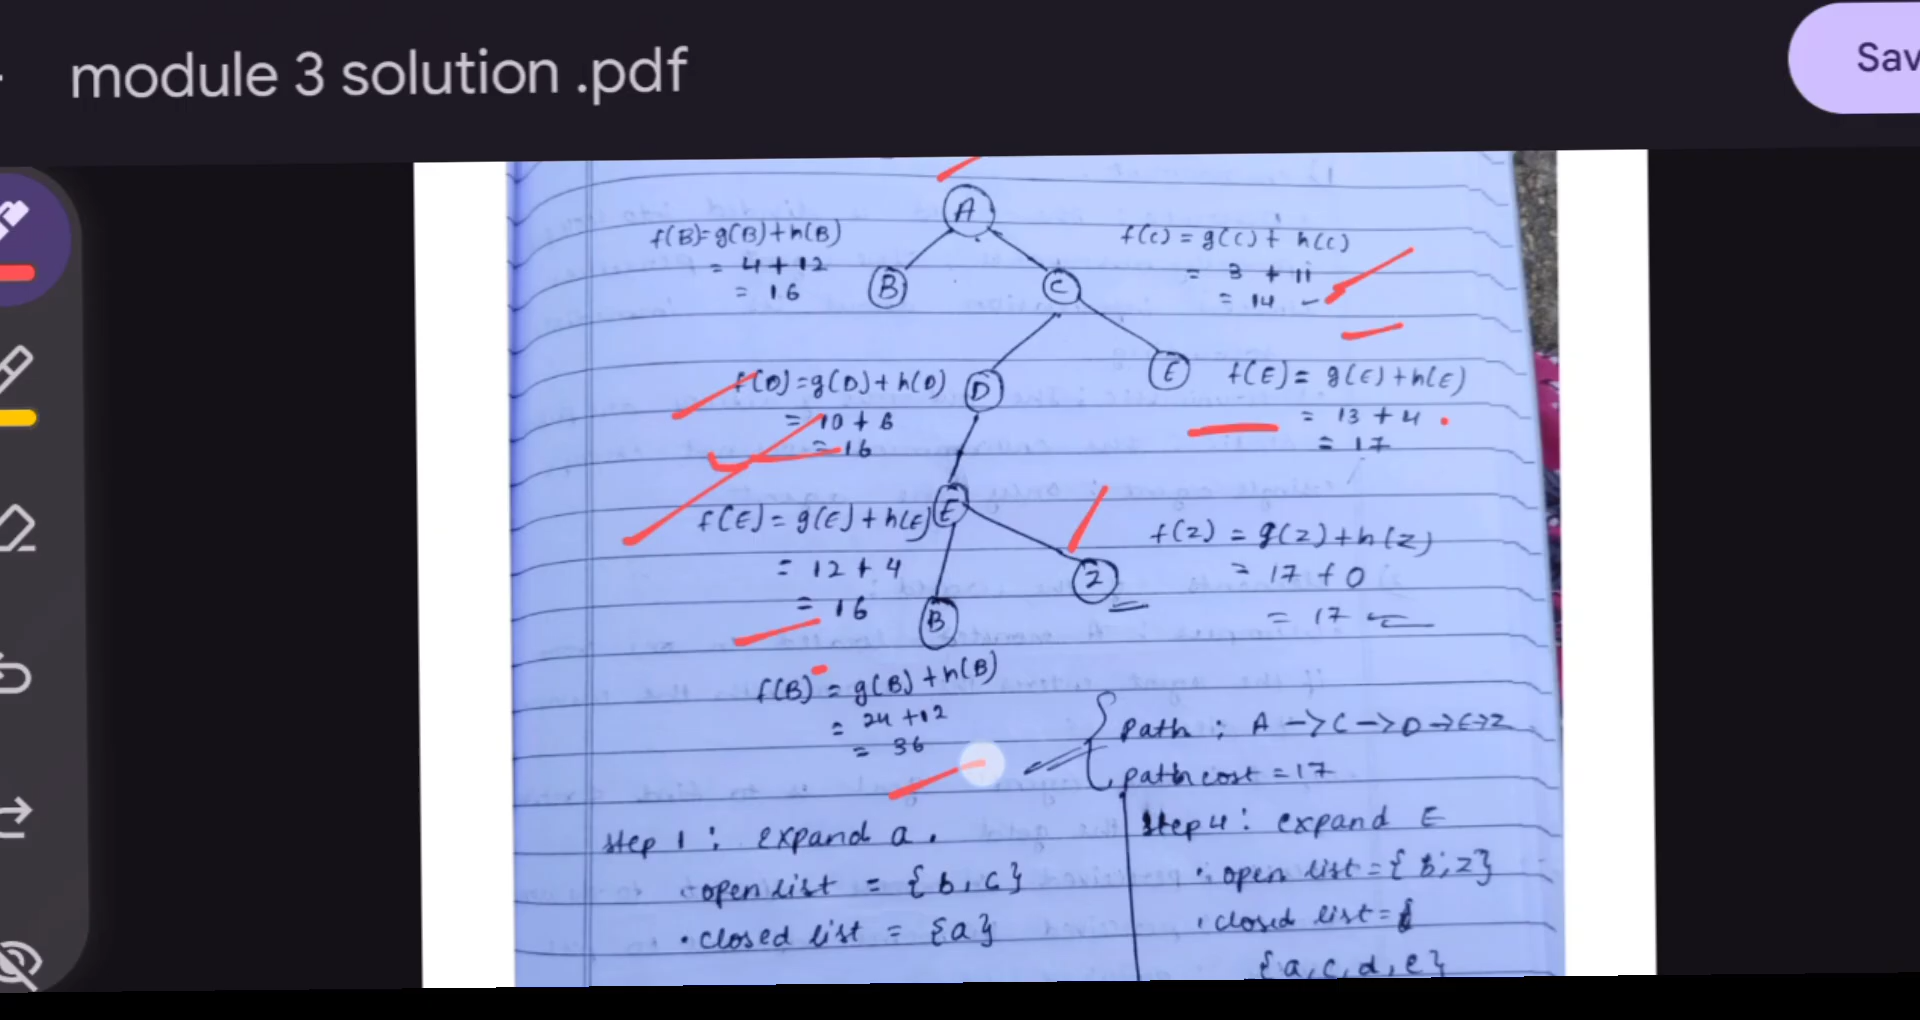 module 3 solution .pdf
Sav
A
f(B)= g(B)+h(B)
= 4+12
= 16
B
C
f(c) = g(c)+ h(c)
= 3 + 11
= 14
f(D)=g(D)+h(D)
= 10+6
= 16
D
E
f(E)= g(E)+h(E)
= 13+4
= 17
f(E)= g(E)+h(E)
= 12+4
= 16
E
f(z) = g(z)+h(z)
= 17+0
= 17
B
Z
f(B) = g(B)+h(B)
= 24+12
= 36
path : A->C->D->E->Z
path cost = 17
step 1 : expand a.
• open list = {b, c}
• closed list = {a}
step 4 : expand E
• open list = {b, z}
• closed list = {
{a, c, d, e}